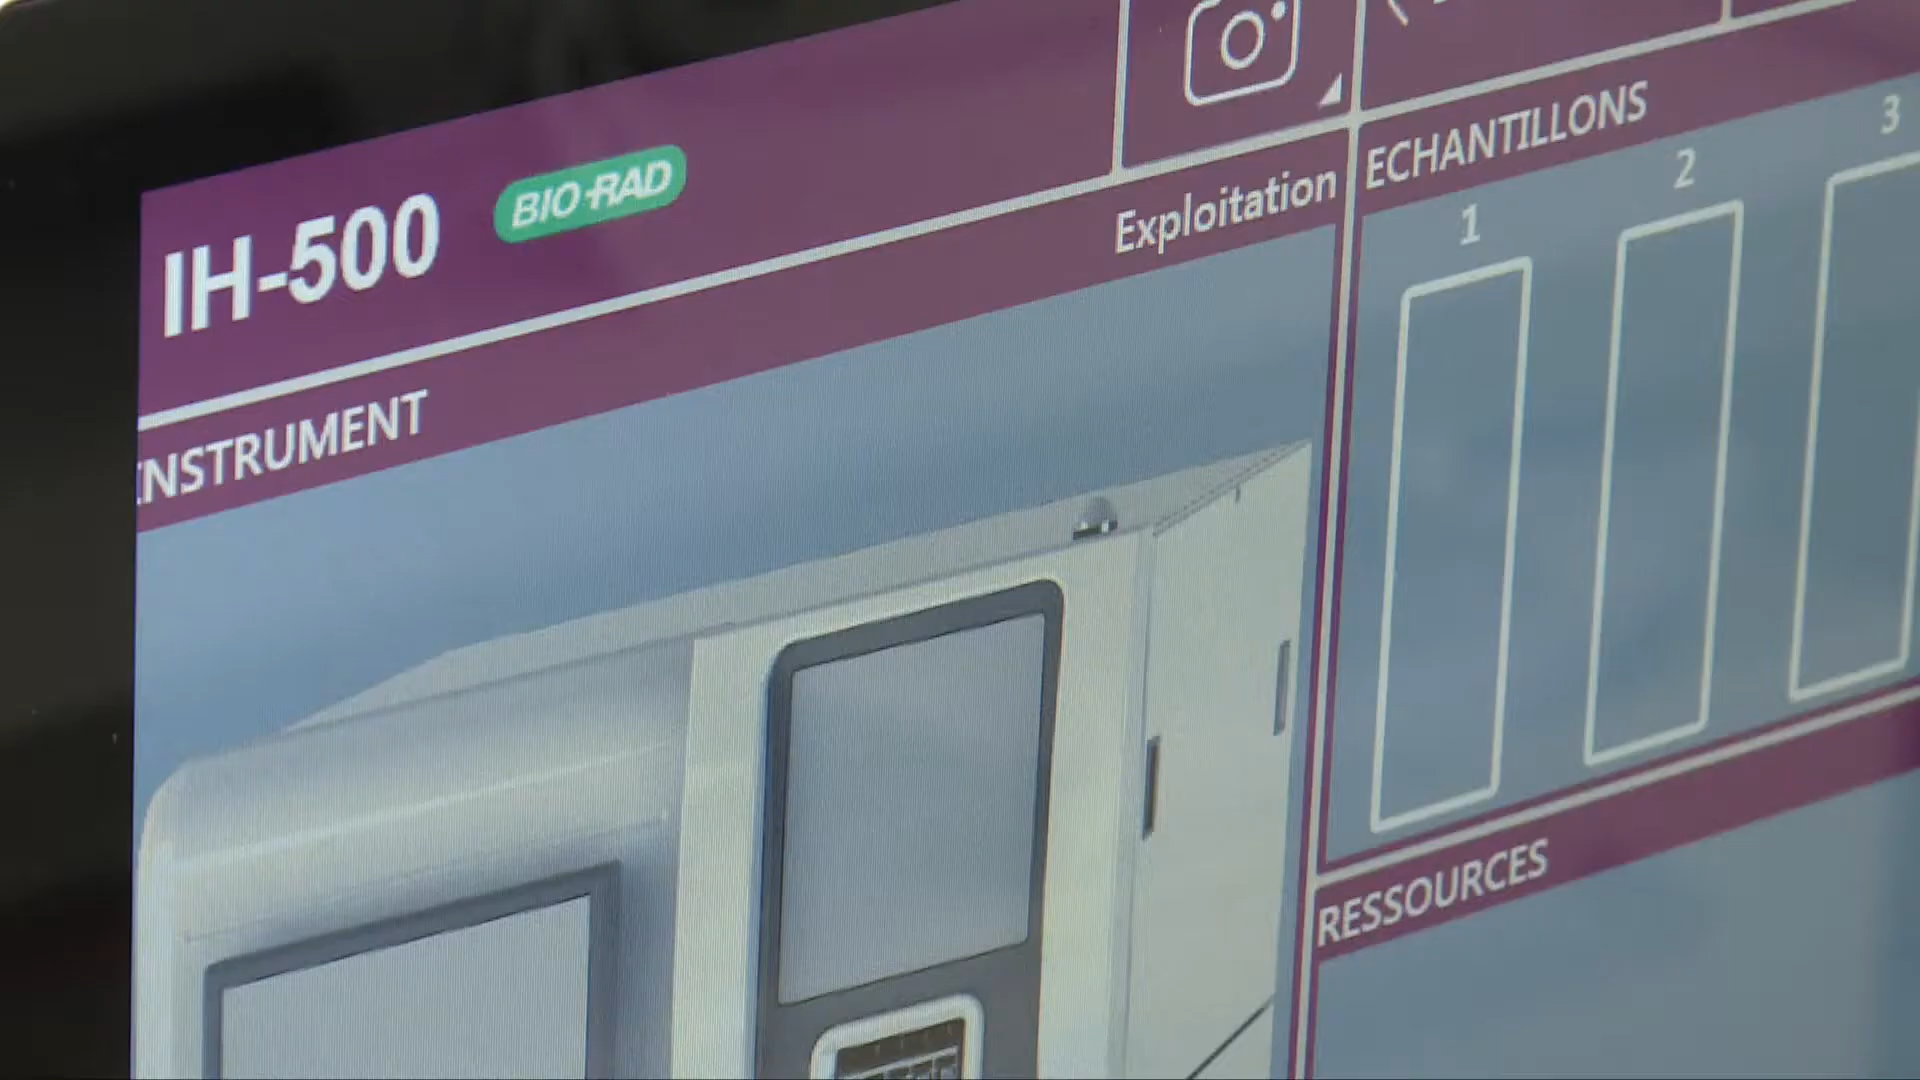 IH-500
BIO-RAD
Exploitation
INSTRUMENT
ECHANTILLONS
1
2
3
RESSOURCES